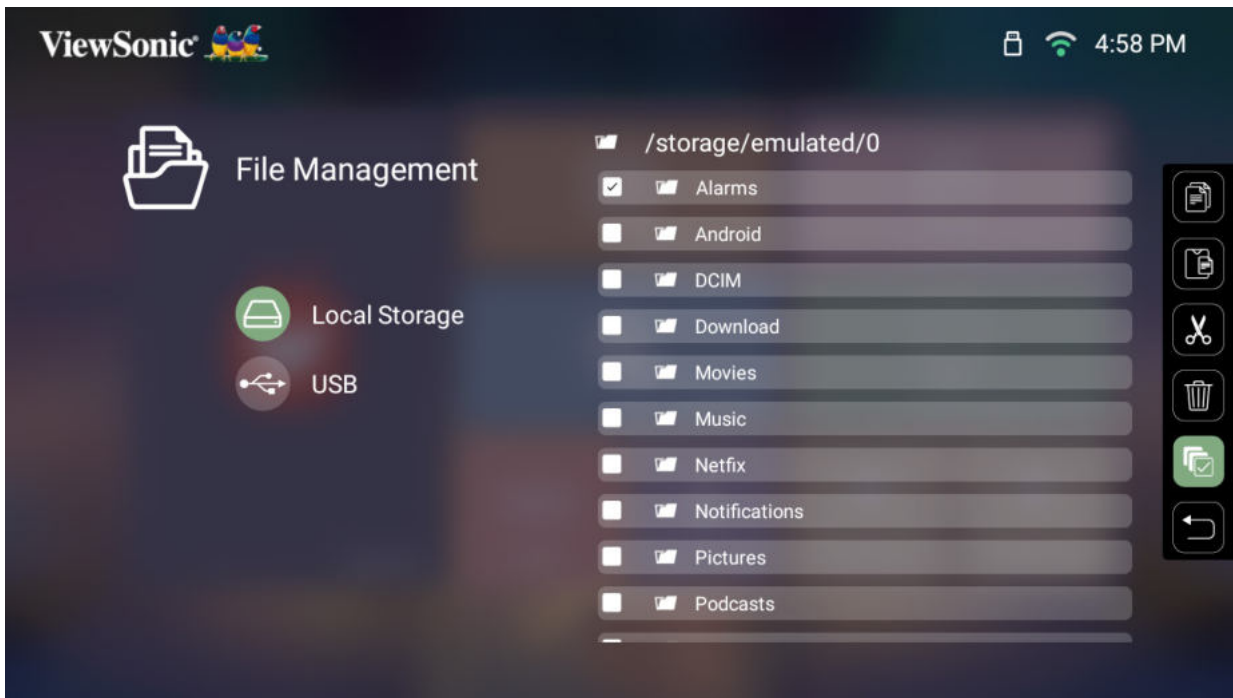 ViewSonic
4:58 PM
File Management
Local Storage
USB
/storage/emulated/0
Alarms
Android
DCIM
Download
Movies
Music
Netfix
Notifications
Pictures
Podcasts